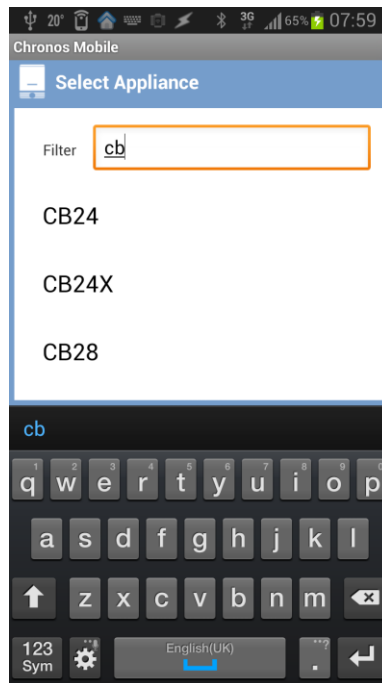 20° 3G 65% 07:59
Chronos Mobile
Select Appliance
Filter cb
CB24
CB24X
CB28
cb
1 2 3 4 5 6 7 8 9
q w e r t y u i o p
a s d f g h j k l
z x c v b n m
123 English(UK) ...?
Sym .